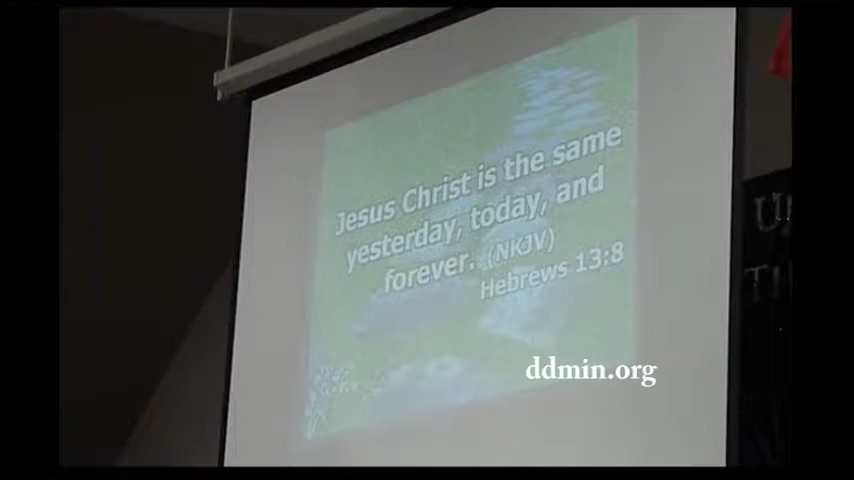 Jesus Christ is the same
yesterday, today, and
forever. (NKJV)
Hebrews 13:8
ddmin.org